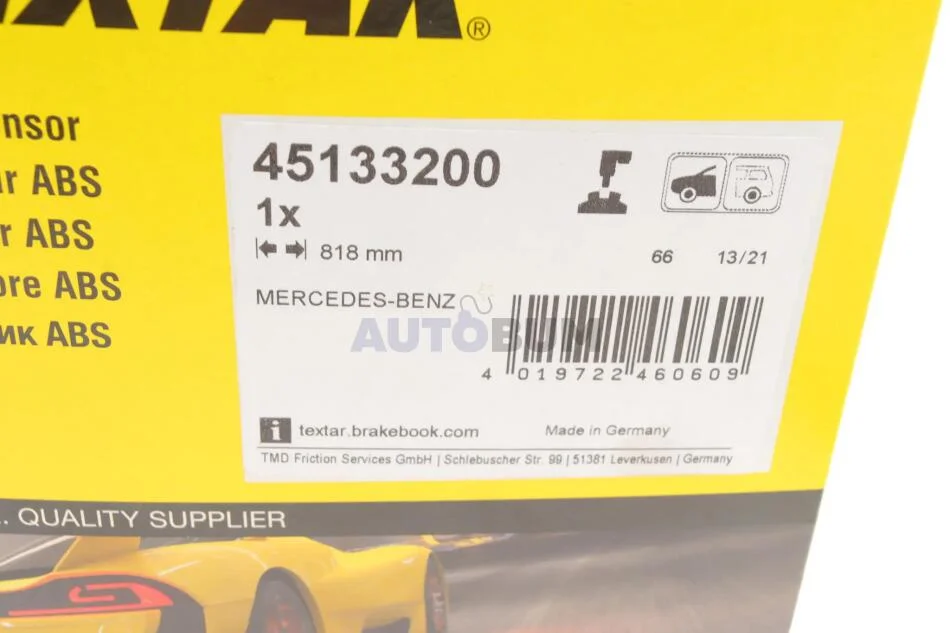 ®
45133200
1x
818 mm
66 13/21
MERCEDES-BENZ
AUTOBUM
4 019722 460609
textar.brakebook.com
Made in Germany
TMD Friction Services GmbH | Schlebuscher Str. 99 | 51381 Leverkusen | Germany
nsor
ABS
r ABS
ore ABS
ик ABS
QUALITY SUPPLIER